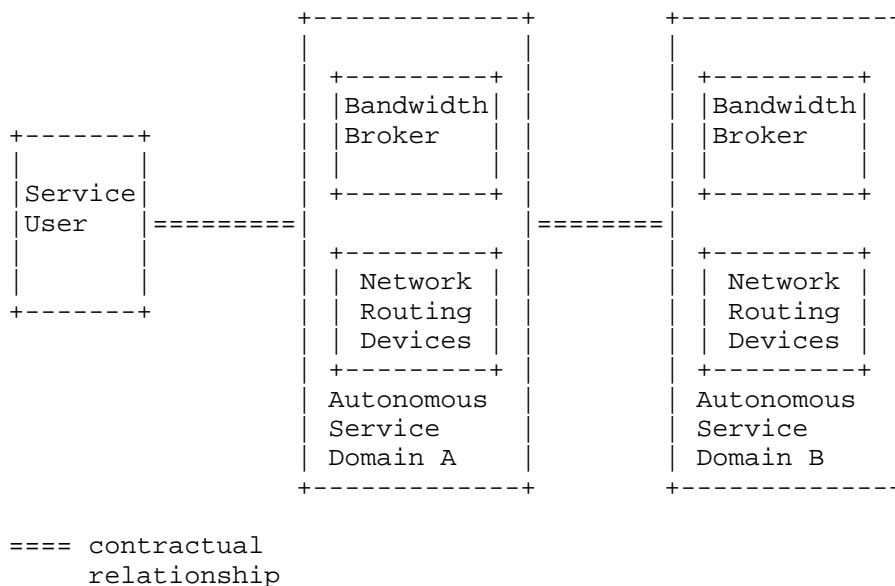 +-------------+          +--------------
                       |             |          |
                       | +---------+ |          | +---------+
                       | |Bandwidth| |          | |Bandwidth|
+-------+              | |Broker   | |          | |Broker   |
|       |              | |         | |          | |         |
|Service|              | +---------+ |          | +---------+
|User   |==============|             |==========|
|       |              | +---------+ |          | +---------+
|       |              | | Network | |          | | Network |
+-------+              | | Routing | |          | | Routing |
                       | | Devices | |          | | Devices |
                       | +---------+ |          | +---------+
                       | Autonomous  |          | Autonomous
                       | Service     |          | Service
                       | Domain A    |          | Domain B
                       +-------------+          +--------------
==== contractual
     relationship